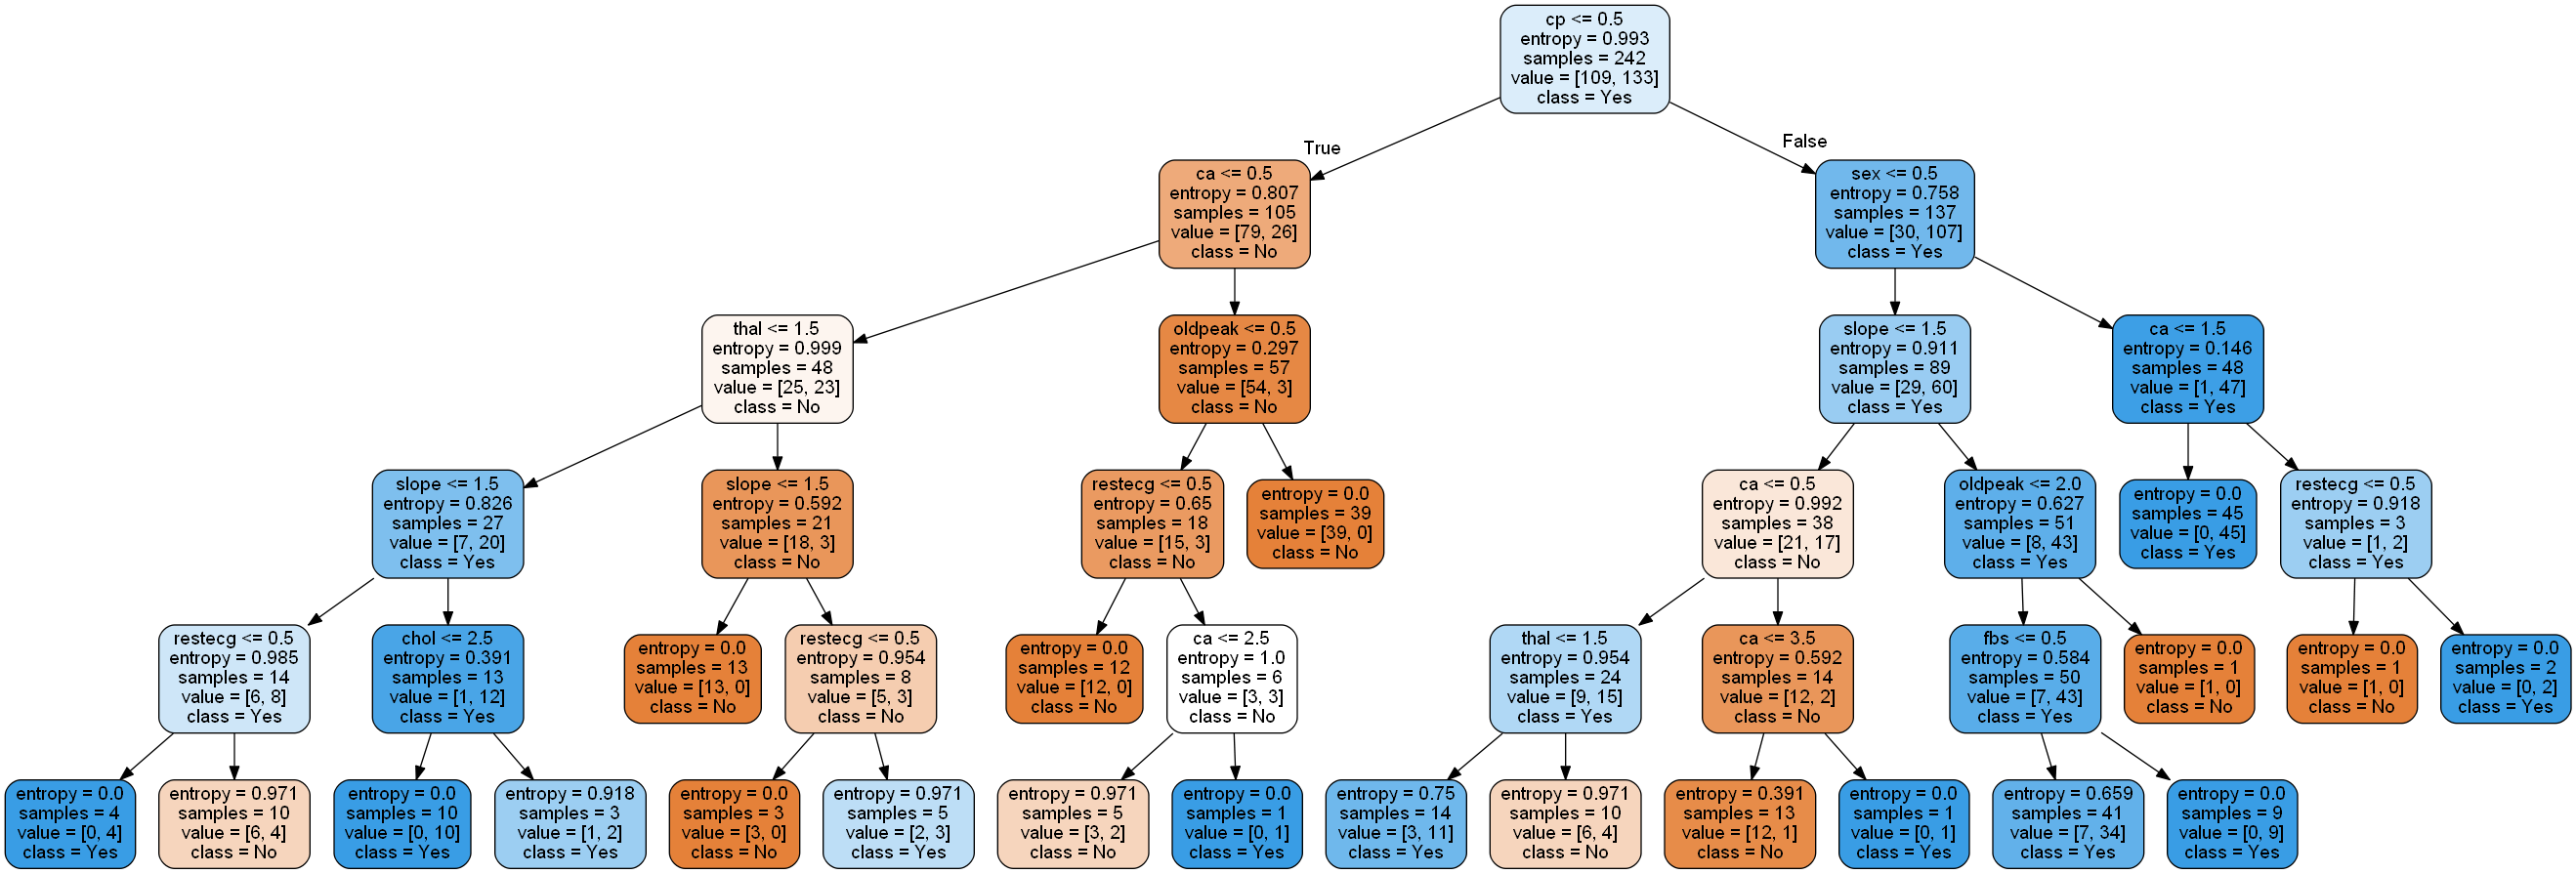 cp <= 0.5
entropy = 0.993
samples = 242
value = [109, 133]
class = Yes
True
False
ca <= 0.5
entropy = 0.807
samples = 105
value = [79, 26]
class = No
sex <= 0.5
entropy = 0.758
samples = 137
value = [30, 107]
class = Yes
thal <= 1.5
entropy = 0.999
samples = 48
value = [25, 23]
class = No
oldpeak <= 0.5
entropy = 0.297
samples = 57
value = [54, 3]
class = No
slope <= 1.5
entropy = 0.911
samples = 89
value = [29, 60]
class = Yes
ca <= 1.5
entropy = 0.146
samples = 48
value = [1, 47]
class = Yes
slope <= 1.5
entropy = 0.826
samples = 27
value = [7, 20]
class = Yes
slope <= 1.5
entropy = 0.592
samples = 21
value = [18, 3]
class = No
restecg <= 0.5
entropy = 0.65
samples = 18
value = [15, 3]
class = No
entropy = 0.0
samples = 39
value = [39, 0]
class = No
ca <= 0.5
entropy = 0.992
samples = 38
value = [21, 17]
class = No
oldpeak <= 2.0
entropy = 0.627
samples = 51
value = [8, 43]
class = Yes
entropy = 0.0
samples = 45
value = [0, 45]
class = Yes
restecg <= 0.5
entropy = 0.918
samples = 3
value = [1, 2]
class = Yes
restecg <= 0.5
entropy = 0.985
samples = 14
value = [6, 8]
class = Yes
chol <= 2.5
entropy = 0.391
samples = 13
value = [1, 12]
class = Yes
entropy = 0.0
samples = 13
value = [13, 0]
class = No
restecg <= 0.5
entropy = 0.954
samples = 8
value = [5, 3]
class = No
entropy = 0.0
samples = 12
value = [12, 0]
class = No
ca <= 2.5
entropy = 1.0
samples = 6
value = [3, 3]
class = No
thal <= 1.5
entropy = 0.954
samples = 24
value = [9, 15]
class = Yes
ca <= 3.5
entropy = 0.592
samples = 14
value = [12, 2]
class = No
fbs <= 0.5
entropy = 0.584
samples = 50
value = [7, 43]
class = Yes
entropy = 0.0
samples = 1
value = [1, 0]
class = No
entropy = 0.0
samples = 1
value = [1, 0]
class = No
entropy = 0.0
samples = 2
value = [0, 2]
class = Yes
entropy = 0.0
samples = 4
value = [0, 4]
class = Yes
entropy = 0.971
samples = 10
value = [6, 4]
class = No
entropy = 0.0
samples = 10
value = [0, 10]
class = Yes
entropy = 0.918
samples = 3
value = [1, 2]
class = Yes
entropy = 0.0
samples = 3
value = [3, 0]
class = No
entropy = 0.971
samples = 5
value = [2, 3]
class = Yes
entropy = 0.971
samples = 5
value = [3, 2]
class = No
entropy = 0.0
samples = 1
value = [0, 1]
class = Yes
entropy = 0.75
samples = 14
value = [3, 11]
class = Yes
entropy = 0.971
samples = 10
value = [6, 4]
class = No
entropy = 0.391
samples = 13
value = [12, 1]
class = No
entropy = 0.0
samples = 1
value = [0, 1]
class = Yes
entropy = 0.659
samples = 41
value = [7, 34]
class = Yes
entropy = 0.0
samples = 9
value = [0, 9]
class = Yes